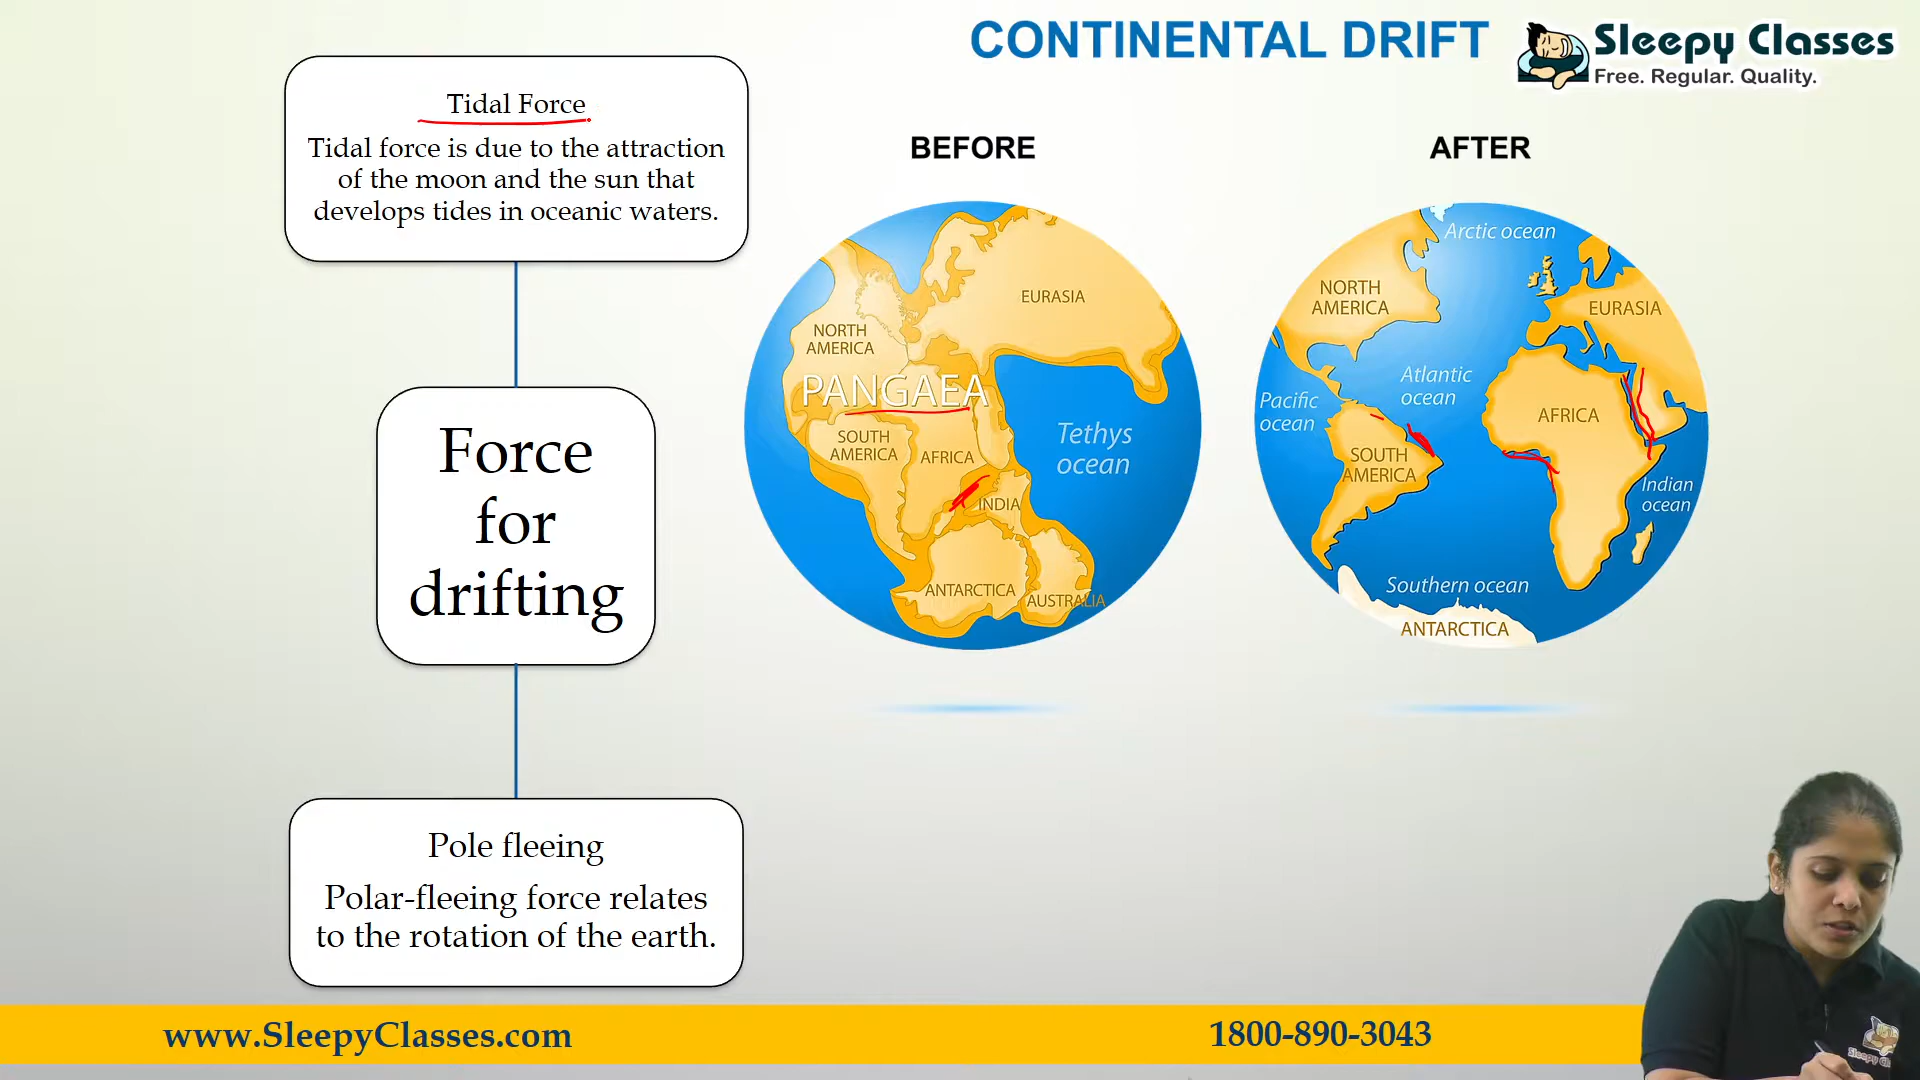 CONTINENTAL DRIFT
Sleepy Classes
Free. Regular. Quality.
Tidal Force
Tidal force is due to the attraction
of the moon and the sun that
develops tides in oceanic waters.
Force
for
drifting
Pole fleeing
Polar-fleeing force relates
to the rotation of the earth.
BEFORE
EURASIA
NORTH
AMERICA
PANGAEA
SOUTH
AMERICA
AFRICA
Tethys
ocean
INDIA
ANTARCTICA
AUSTRALIA
AFTER
Arctic ocean
NORTH
AMERICA
EURASIA
Atlantic
ocean
Pacific
ocean
AFRICA
SOUTH
AMERICA
Indian
ocean
Southern ocean
ANTARCTICA
www.SleepyClasses.com
1800-890-3043